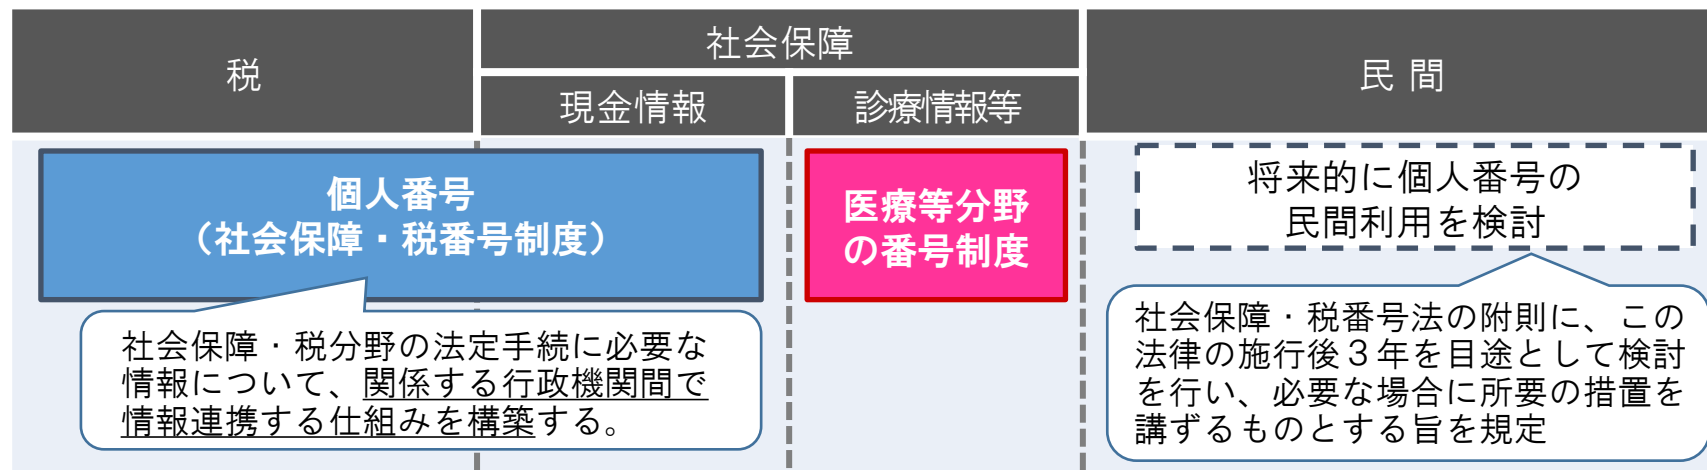 税
社会保障
現金情報
診療情報等
民 間
個人番号
（社会保障・税番号制度）
医療等分野
の番号制度
将来的に個人番号の
民間利用を検討
社会保障・税分野の法定手続に必要な
情報について、関係する行政機関間で
情報連携する仕組みを構築する。
社会保障・税番号法の附則に、この
法律の施行後３年を目途として検討
を行い、必要な場合に所要の措置を
講ずるものとする旨を規定